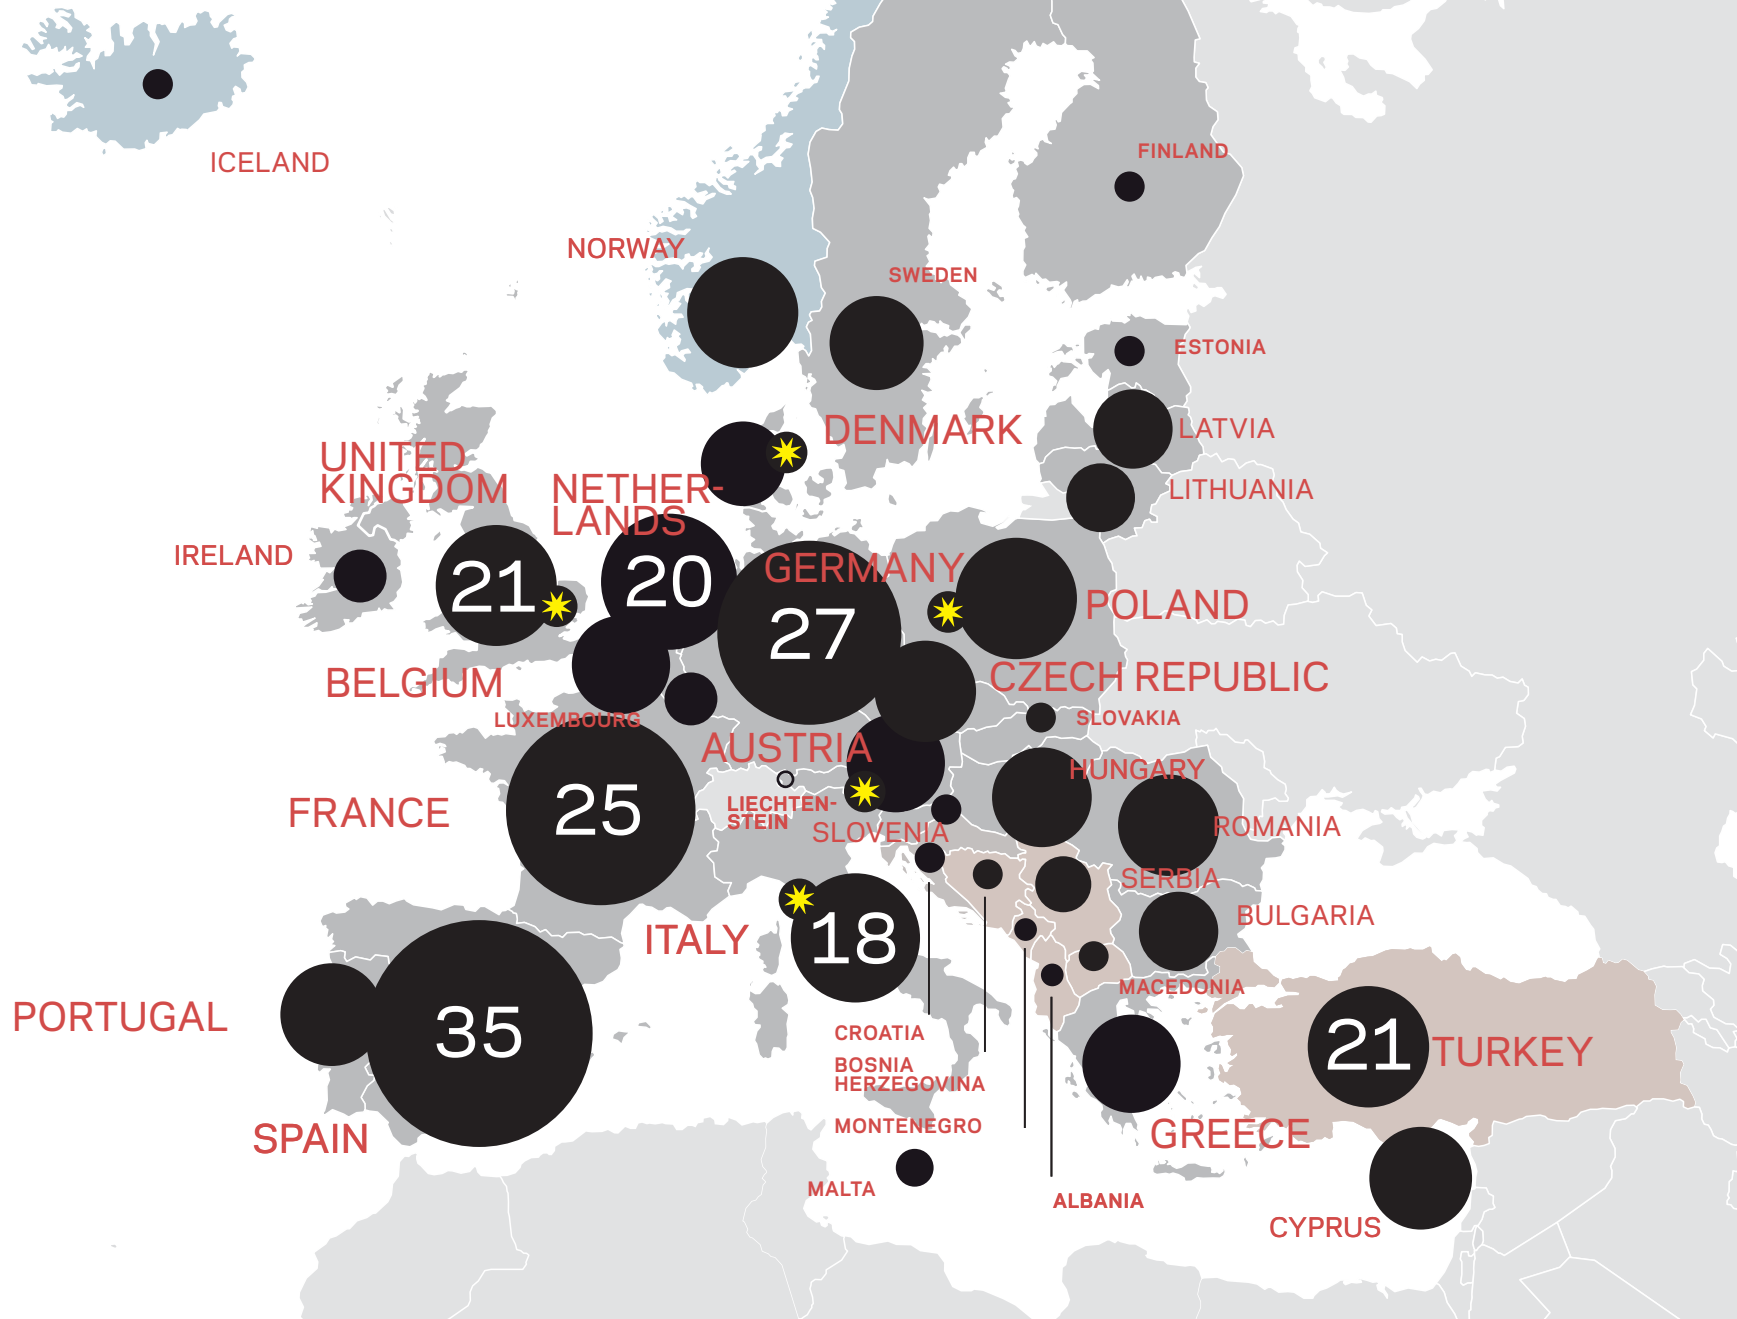 ICELAND
FINLAND
NORWAY
SWEDEN
ESTONIA
DENMARK
LATVIA
UNITED
KINGDOM
NETHER-
LANDS
LITHUANIA
IRELAND
21
20
GERMANY
27
POLAND
BELGIUM
CZECH REPUBLIC
LUXEMBOURG
SLOVAKIA
AUSTRIA
HUNGARY
FRANCE
25
LIECHTEN-
STEIN
SLOVENIA
ROMANIA
SERBIA
BULGARIA
ITALY
18
MACEDONIA
PORTUGAL
35
CROATIA
BOSNIA
HERZEGOVINA
21
TURKEY
SPAIN
MONTENEGRO
GREECE
MALTA
ALBANIA
CYPRUS